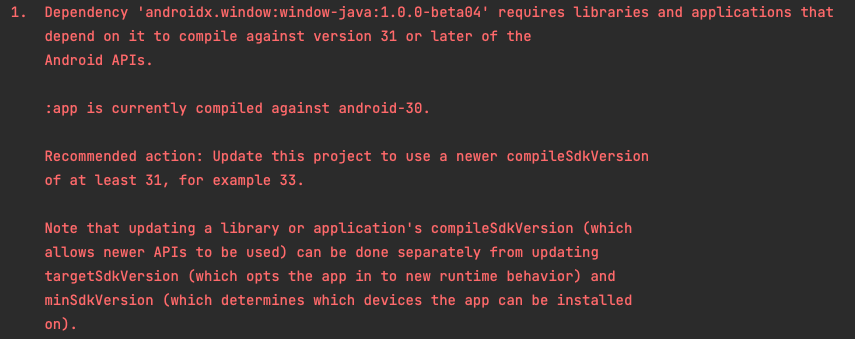 1. Dependency 'androidx.window:window-java:1.0.0-beta04' requires libraries and applications that
depend on it to compile against version 31 or later of the
Android APIs.
:app is currently compiled against android-30.
Recommended action: Update this project to use a newer compileSdkVersion
of at least 31, for example 33.
Note that updating a library or application's compileSdkVersion (which
allows newer APIs to be used) can be done separately from updating
targetSdkVersion (which opts the app in to new runtime behavior) and
minSdkVersion (which determines which devices the app can be installed
on).